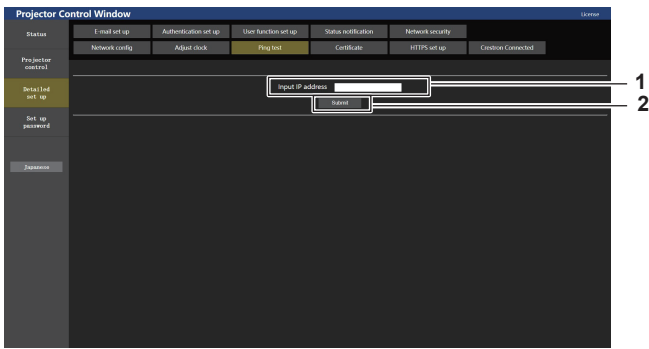 Projector Control Window
License
Status
E-mail set up
Authentication set up
User function set up
Status notification
Network security
Network config
Adjust clock
Ping test
Certificate
HTTPS set up
Crestron Connected
Projector
control
Detailed
set up
Set up
password
Japanese
Input IP address
Submit
1
2